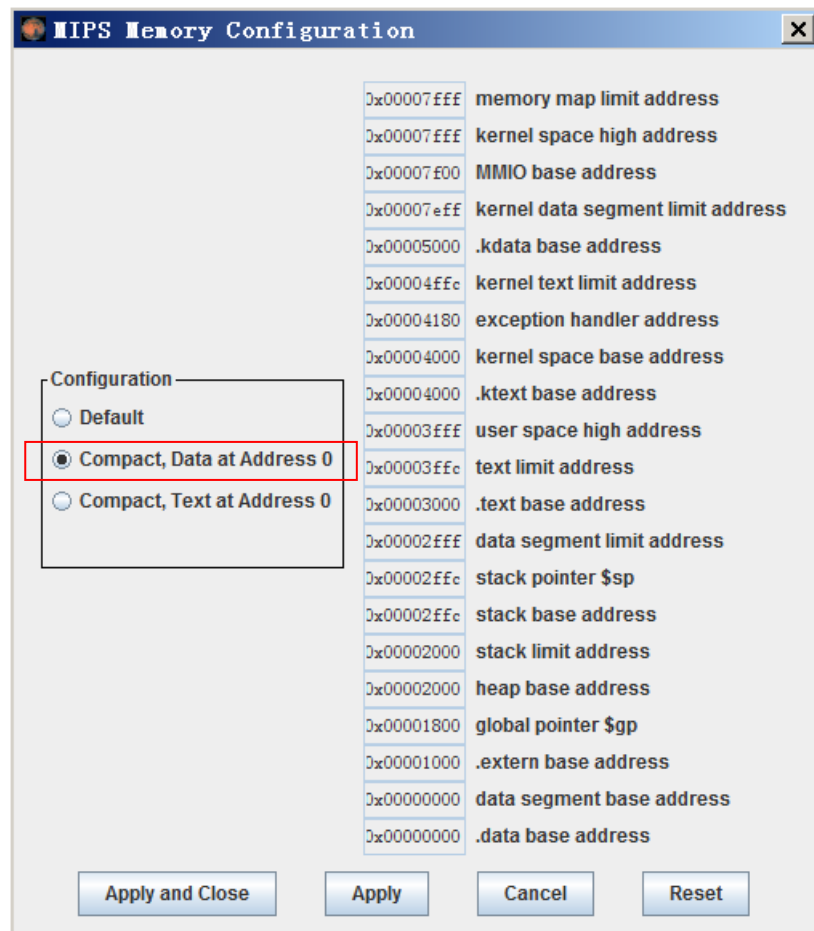 MIPS Memory Configuration
0x00007fff memory map limit address
0x00007fff kernel space high address
0x00007f00 MMIO base address
0x00007eff kernel data segment limit address
0x00005000 .kdata base address
0x00004ffc kernel text limit address
0x00004180 exception handler address
0x00004000 kernel space base address
0x00004000 .ktext base address
0x00003fff user space high address
0x00003ffc text limit address
0x00003000 .text base address
0x00002fff data segment limit address
0x00002ffc stack pointer $sp
0x00002ffc stack base address
0x00002000 stack limit address
0x00002000 heap base address
0x00001800 global pointer $gp
0x00001000 .extern base address
0x00000000 data segment base address
0x00000000 .data base address
Configuration
Default
Compact, Data at Address 0
Compact, Text at Address 0
Apply and Close Apply Cancel Reset